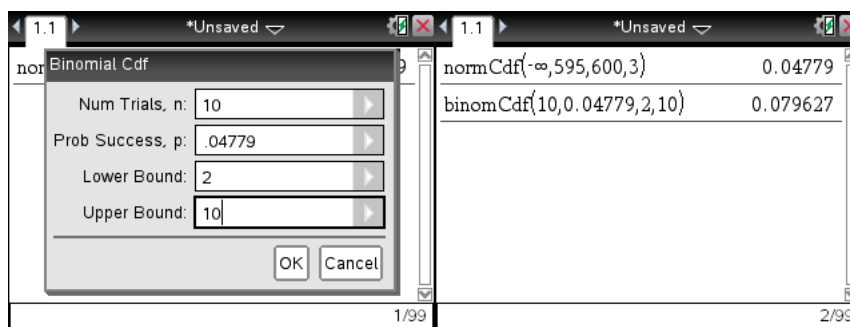 1.1 *Unsaved
nor 9
Binomial Cdf
Num Trials, n: 10
Prob Success, p: .04779
Lower Bound: 2
Upper Bound: 10
OK Cancel
1/99
1.1 *Unsaved
normCdf(-∞,595,600,3) 0.04779
binomCdf(10,0.04779,2,10) 0.079627
2/99